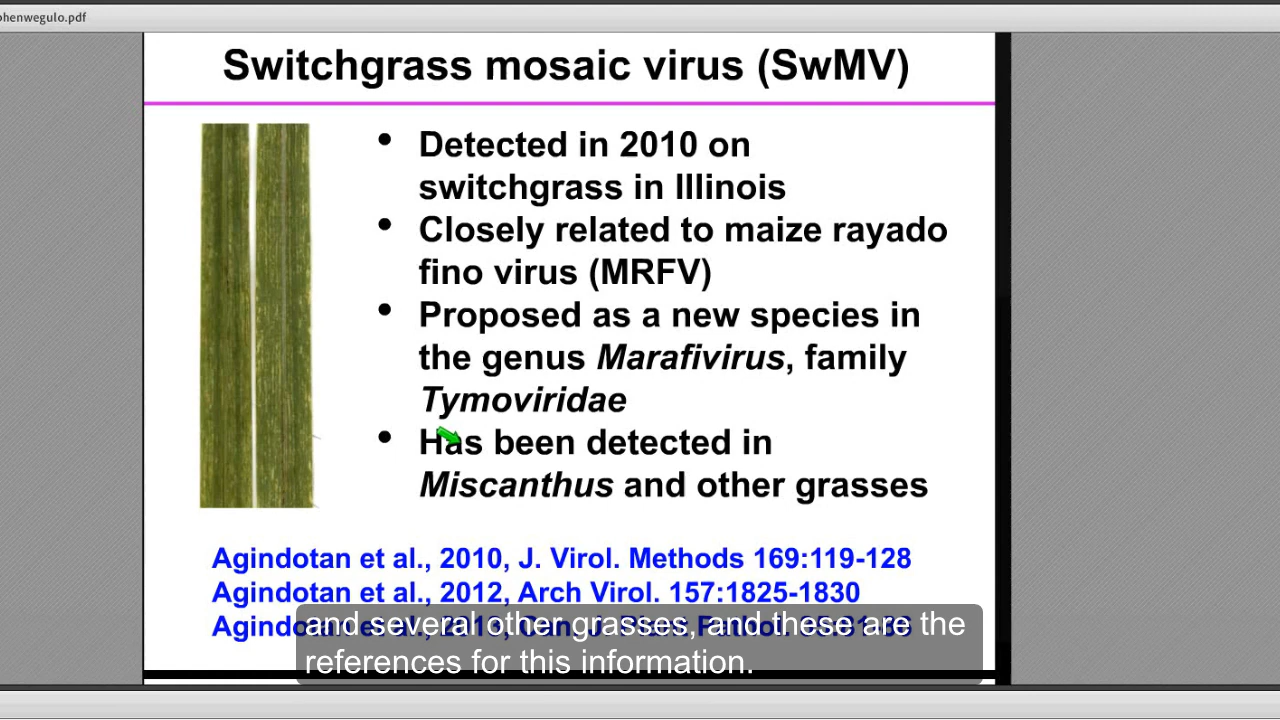 ohenwegulo.pdf
Switchgrass mosaic virus (SwMV)
• Detected in 2010 on
switchgrass in Illinois
• Closely related to maize rayado
fino virus (MRFV)
• Proposed as a new species in
the genus Marafivirus, family
Tymoviridae
• Has been detected in
Miscanthus and other grasses
Agindotan et al., 2010, J. Virol. Methods 169:119-128
Agindotan et al., 2012, Arch Virol. 157:1825-1830
and several other grasses, and these are the
references for this information.